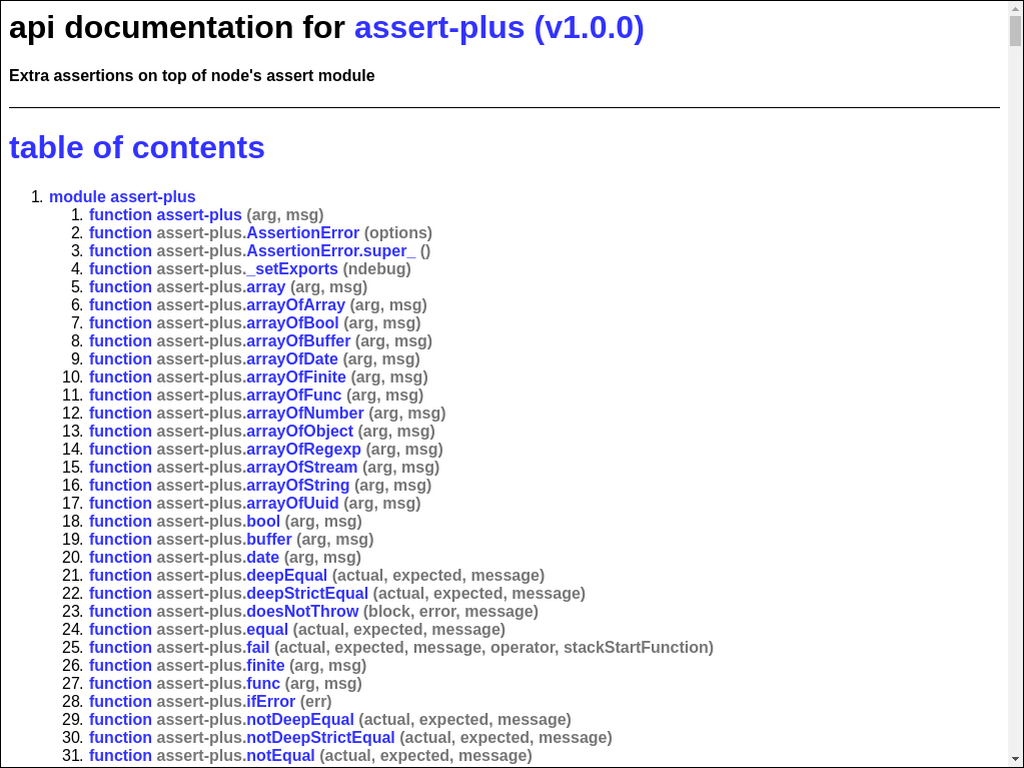 api documentation for assert-plus (v1.0.0)
Extra assertions on top of node's assert module
table of contents
1. module assert-plus
1. function assert-plus (arg, msg)
2. function assert-plus.AssertionError (options)
3. function assert-plus.AssertionError.super_ ()
4. function assert-plus._setExports (ndebug)
5. function assert-plus.array (arg, msg)
6. function assert-plus.arrayOfArray (arg, msg)
7. function assert-plus.arrayOfBool (arg, msg)
8. function assert-plus.arrayOfBuffer (arg, msg)
9. function assert-plus.arrayOfDate (arg, msg)
10. function assert-plus.arrayOfFinite (arg, msg)
11. function assert-plus.arrayOfFunc (arg, msg)
12. function assert-plus.arrayOfNumber (arg, msg)
13. function assert-plus.arrayOfObject (arg, msg)
14. function assert-plus.arrayOfRegexp (arg, msg)
15. function assert-plus.arrayOfStream (arg, msg)
16. function assert-plus.arrayOfString (arg, msg)
17. function assert-plus.arrayOfUuid (arg, msg)
18. function assert-plus.bool (arg, msg)
19. function assert-plus.buffer (arg, msg)
20. function assert-plus.date (arg, msg)
21. function assert-plus.deepEqual (actual, expected, message)
22. function assert-plus.deepStrictEqual (actual, expected, message)
23. function assert-plus.doesNotThrow (block, error, message)
24. function assert-plus.equal (actual, expected, message)
25. function assert-plus.fail (actual, expected, message, operator, stackStartFunction)
26. function assert-plus.finite (arg, msg)
27. function assert-plus.func (arg, msg)
28. function assert-plus.ifError (err)
29. function assert-plus.notDeepEqual (actual, expected, message)
30. function assert-plus.notDeepStrictEqual (actual, expected, message)
31. function assert-plus.notEqual (actual, expected, message)